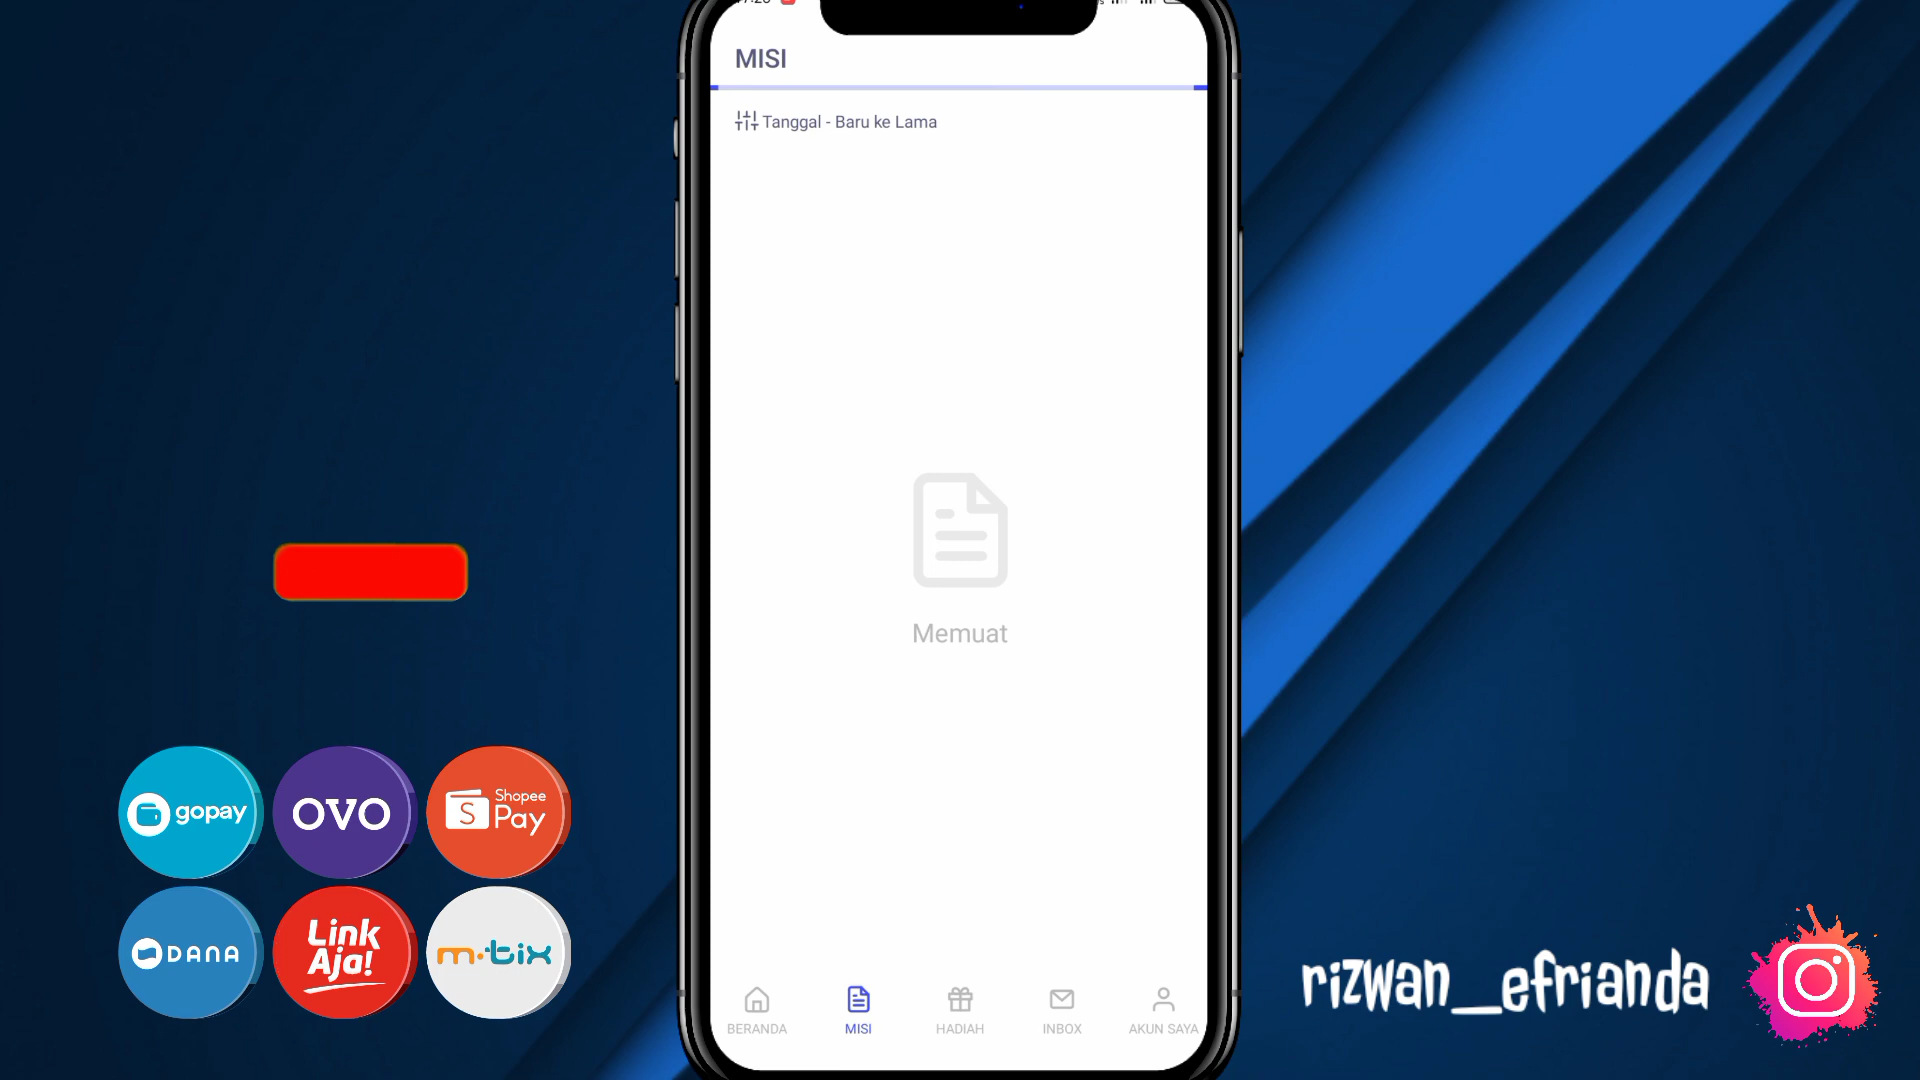 MISI
Tanggal - Baru ke Lama
Memuat
gopay
OVO
Shopee
Pay
DANA
Link
Aja!
m.tix
BERANDA
MISI
HADIAH
INBOX
AKUN SAYA
rizwan__efrianda